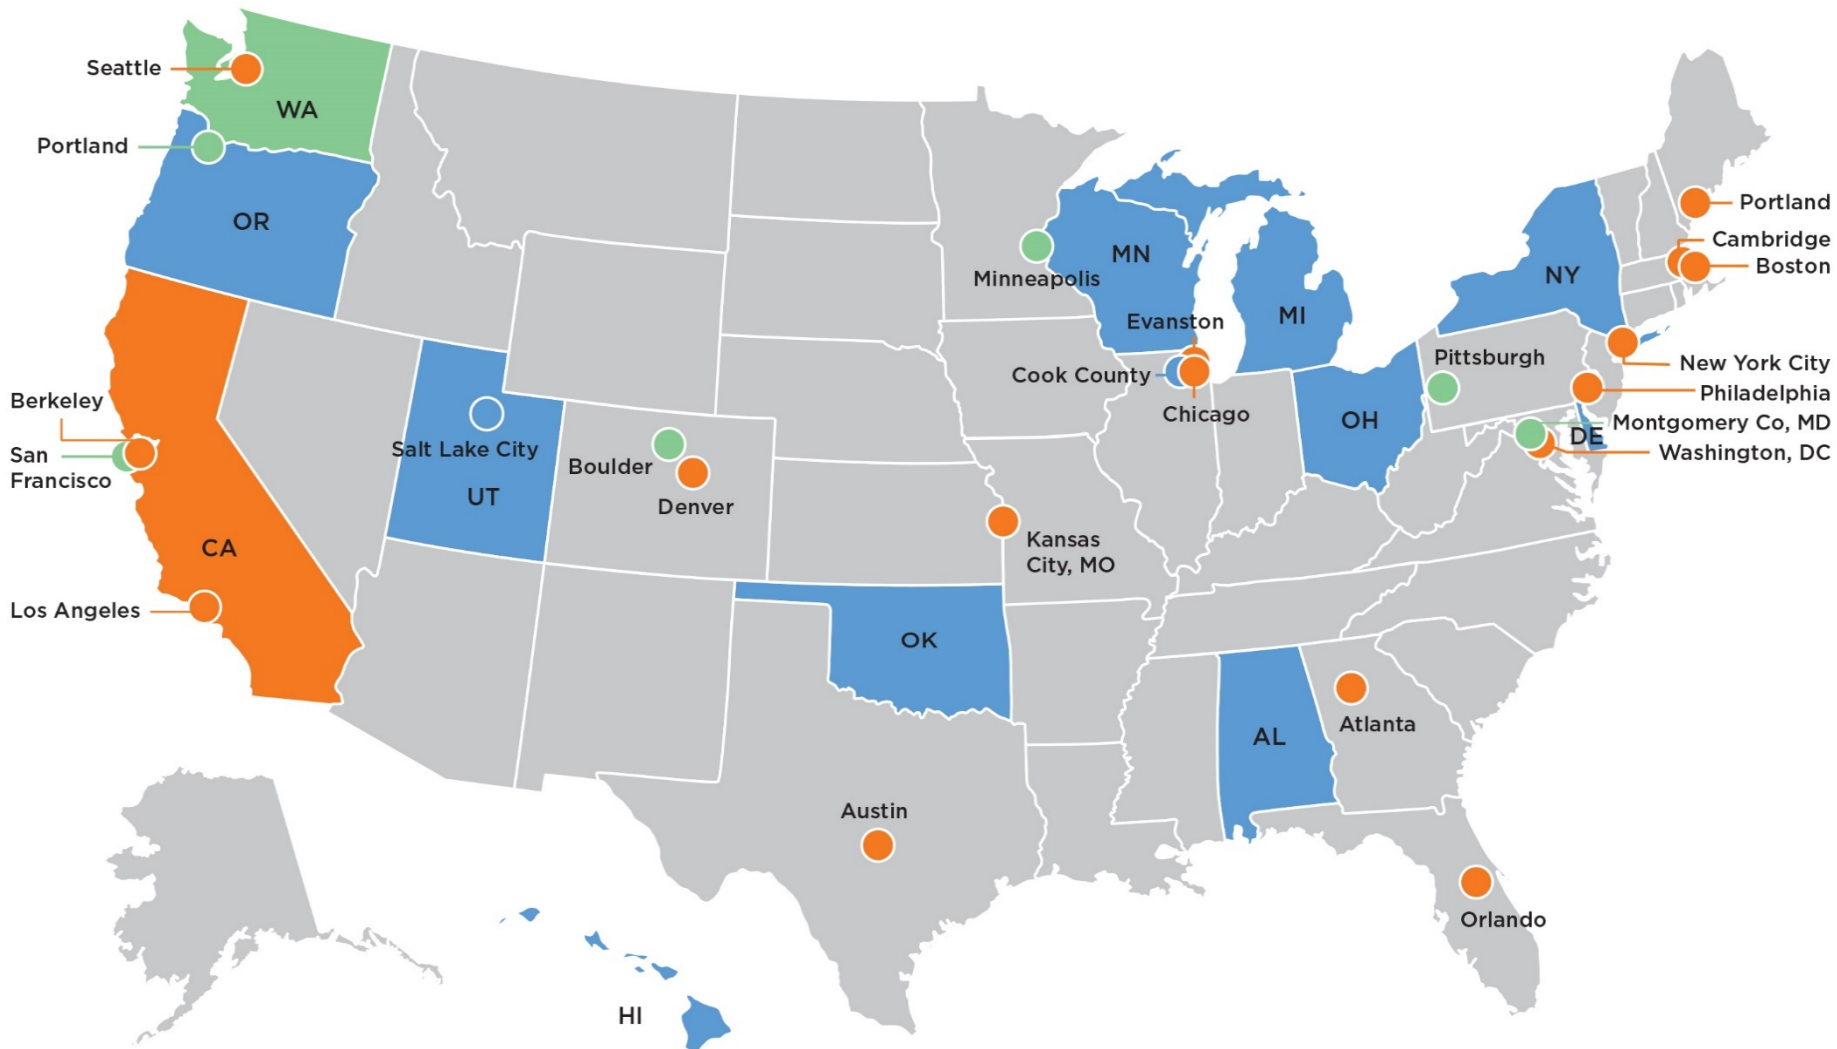 Seattle
WA
Portland
OR
Portland
Cambridge
Boston
MN
NY
Minneapolis
MI
Evanston
Pittsburgh
New York City
Cook County
Philadelphia
Berkeley
Chicago
OH
Montgomery Co, MD
DE
Salt Lake City
Washington, DC
San
Francisco
Boulder
UT
Denver
CA
Kansas
City, MO
Los Angeles
OK
Atlanta
AL
Austin
Orlando
HI